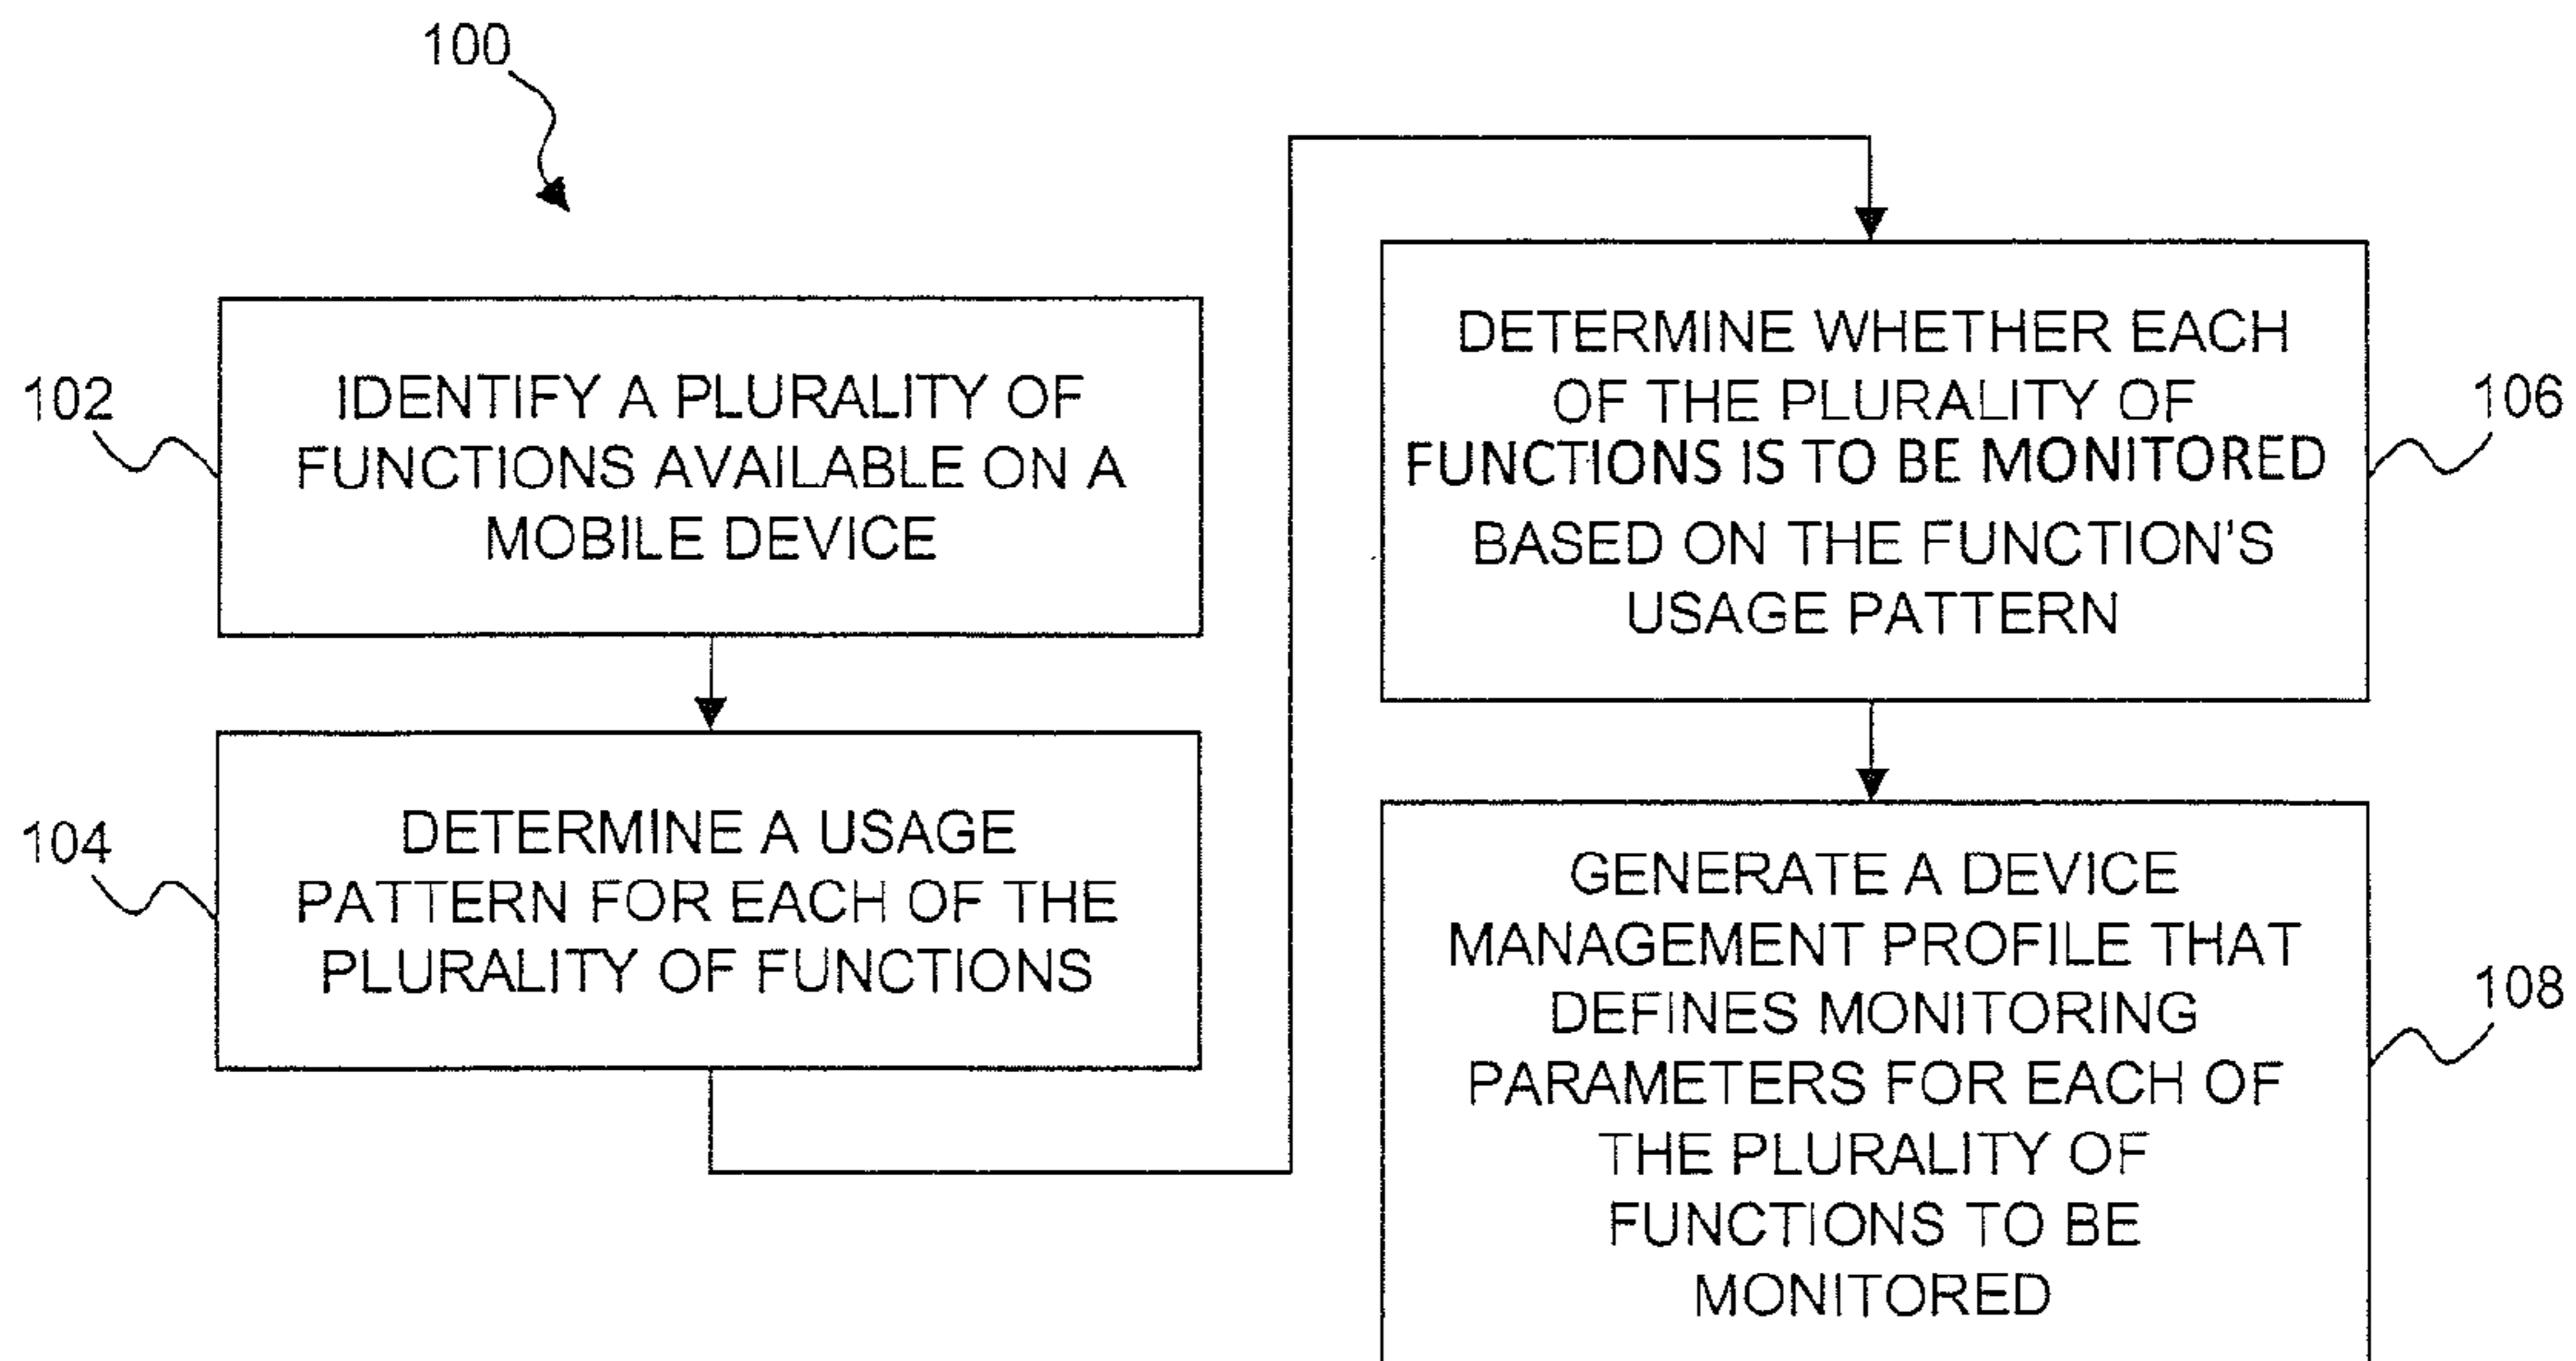 100
102
IDENTIFY A PLURALITY OF
FUNCTIONS AVAILABLE ON A
MOBILE DEVICE
104
DETERMINE A USAGE
PATTERN FOR EACH OF THE
PLURALITY OF FUNCTIONS
DETERMINE WHETHER EACH
OF THE PLURALITY OF
FUNCTIONS IS TO BE MONITORED
BASED ON THE FUNCTION'S
USAGE PATTERN
106
GENERATE A DEVICE
MANAGEMENT PROFILE THAT
DEFINES MONITORING
PARAMETERS FOR EACH OF
THE PLURALITY OF
FUNCTIONS TO BE
MONITORED
108